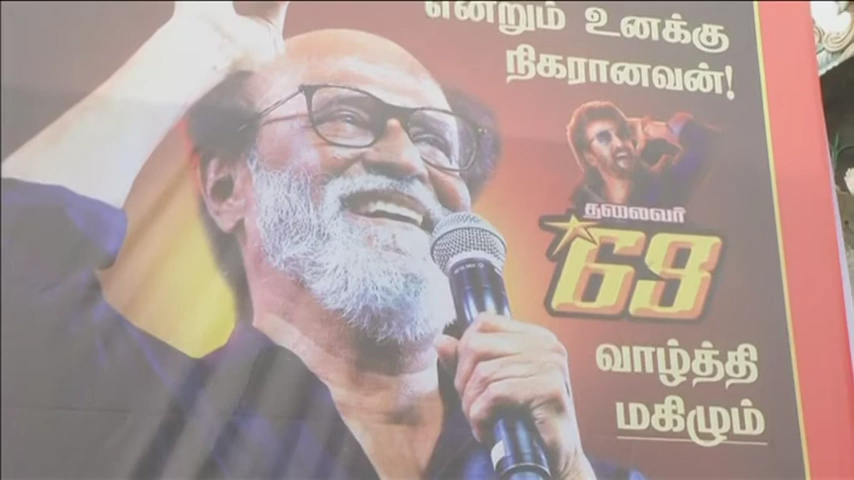 என்றும் உனக்கு
நிகரானவன்!
தலைவர்
69
வாழ்த்தி
மகிழும்